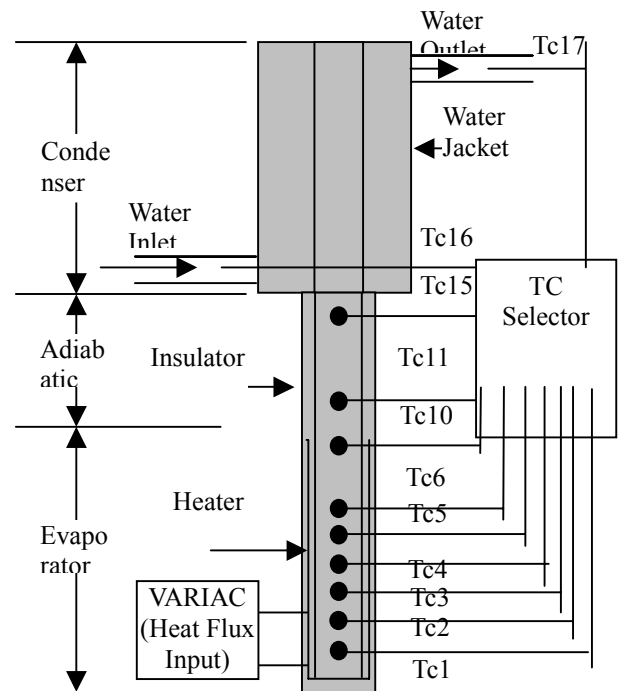 Water
Outlet
Tc17
Water
Jacket
Conde
nser
Water
Inlet
Tc16
Tc15
TC
Selector
Adiab
atic
Insulator
Tc11
Tc10
Heater
Tc6
Tc5
Evapo
rator
Tc4
Tc3
VARIAC
(Heat Flux
Input)
Tc2
Tc1